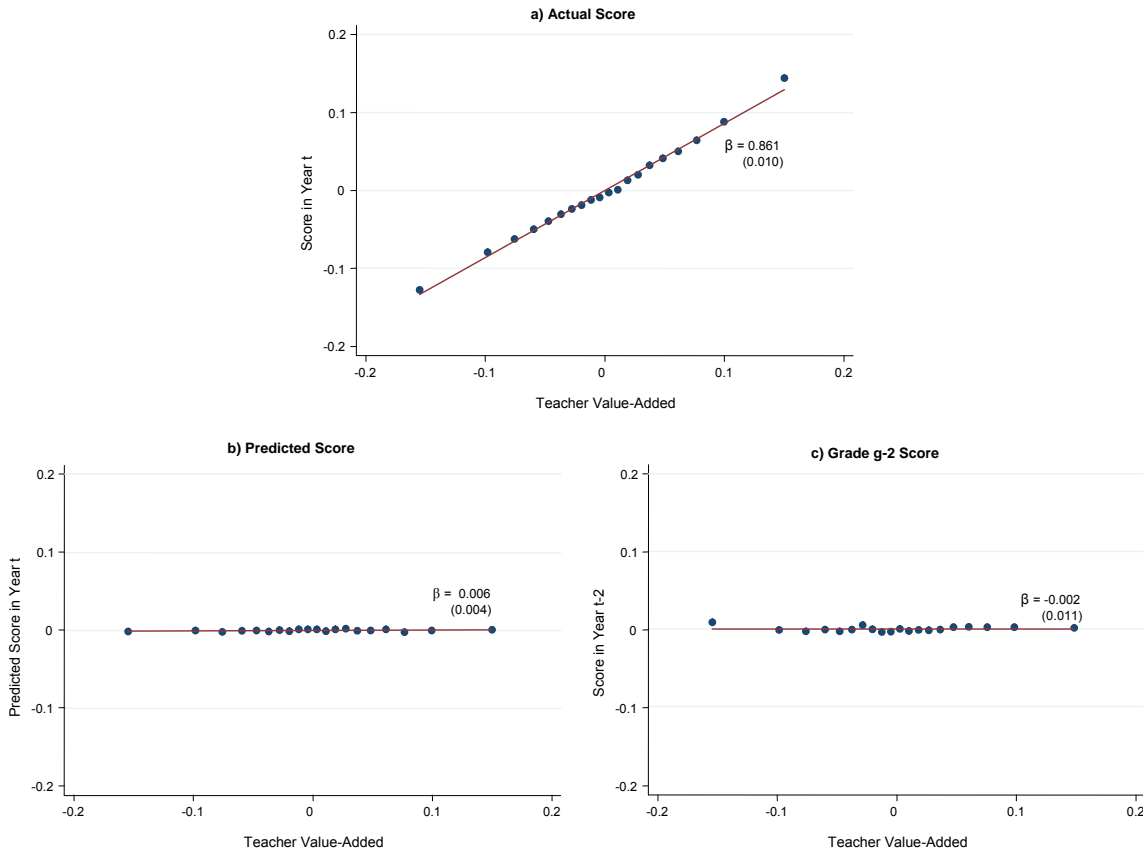 a) Actual Score
0.2
0.1
0
-0.1
-0.2
Score in Year t
β = 0.861
(0.010)
-0.2 -0.1 0 0.1 0.2
Teacher Value-Added
b) Predicted Score
0.2
0.1
0
-0.1
-0.2
Predicted Score in Year t
β = 0.006
(0.004)
-0.2 -0.1 0 0.1 0.2
Teacher Value-Added
c) Grade g-2 Score
0.2
0.1
0
-0.1
-0.2
Score in Year t-2
β = -0.002
(0.011)
-0.2 -0.1 0 0.1 0.2
Teacher Value-Added